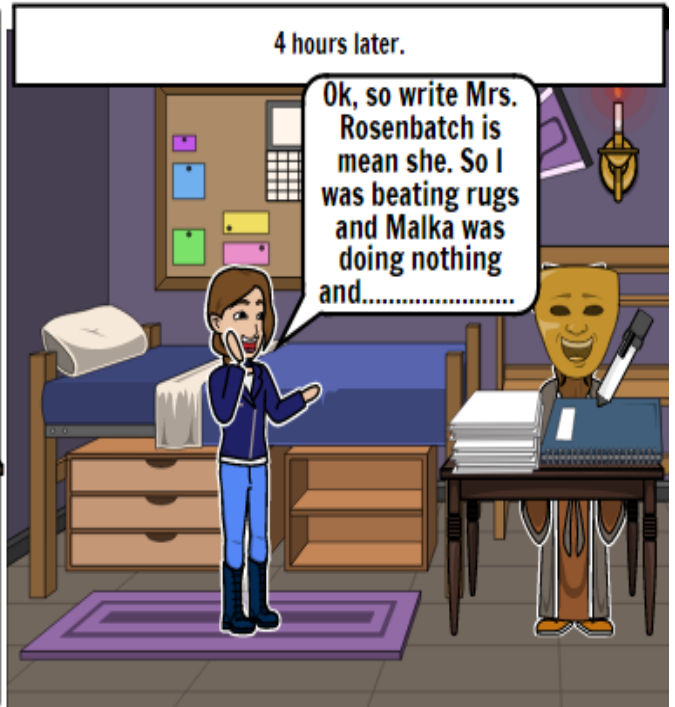 4 hours later.
Ok, so write Mrs.
Rosenbatch is
mean she. So I
was beating rugs
and Malka was
doing nothing
and.......................